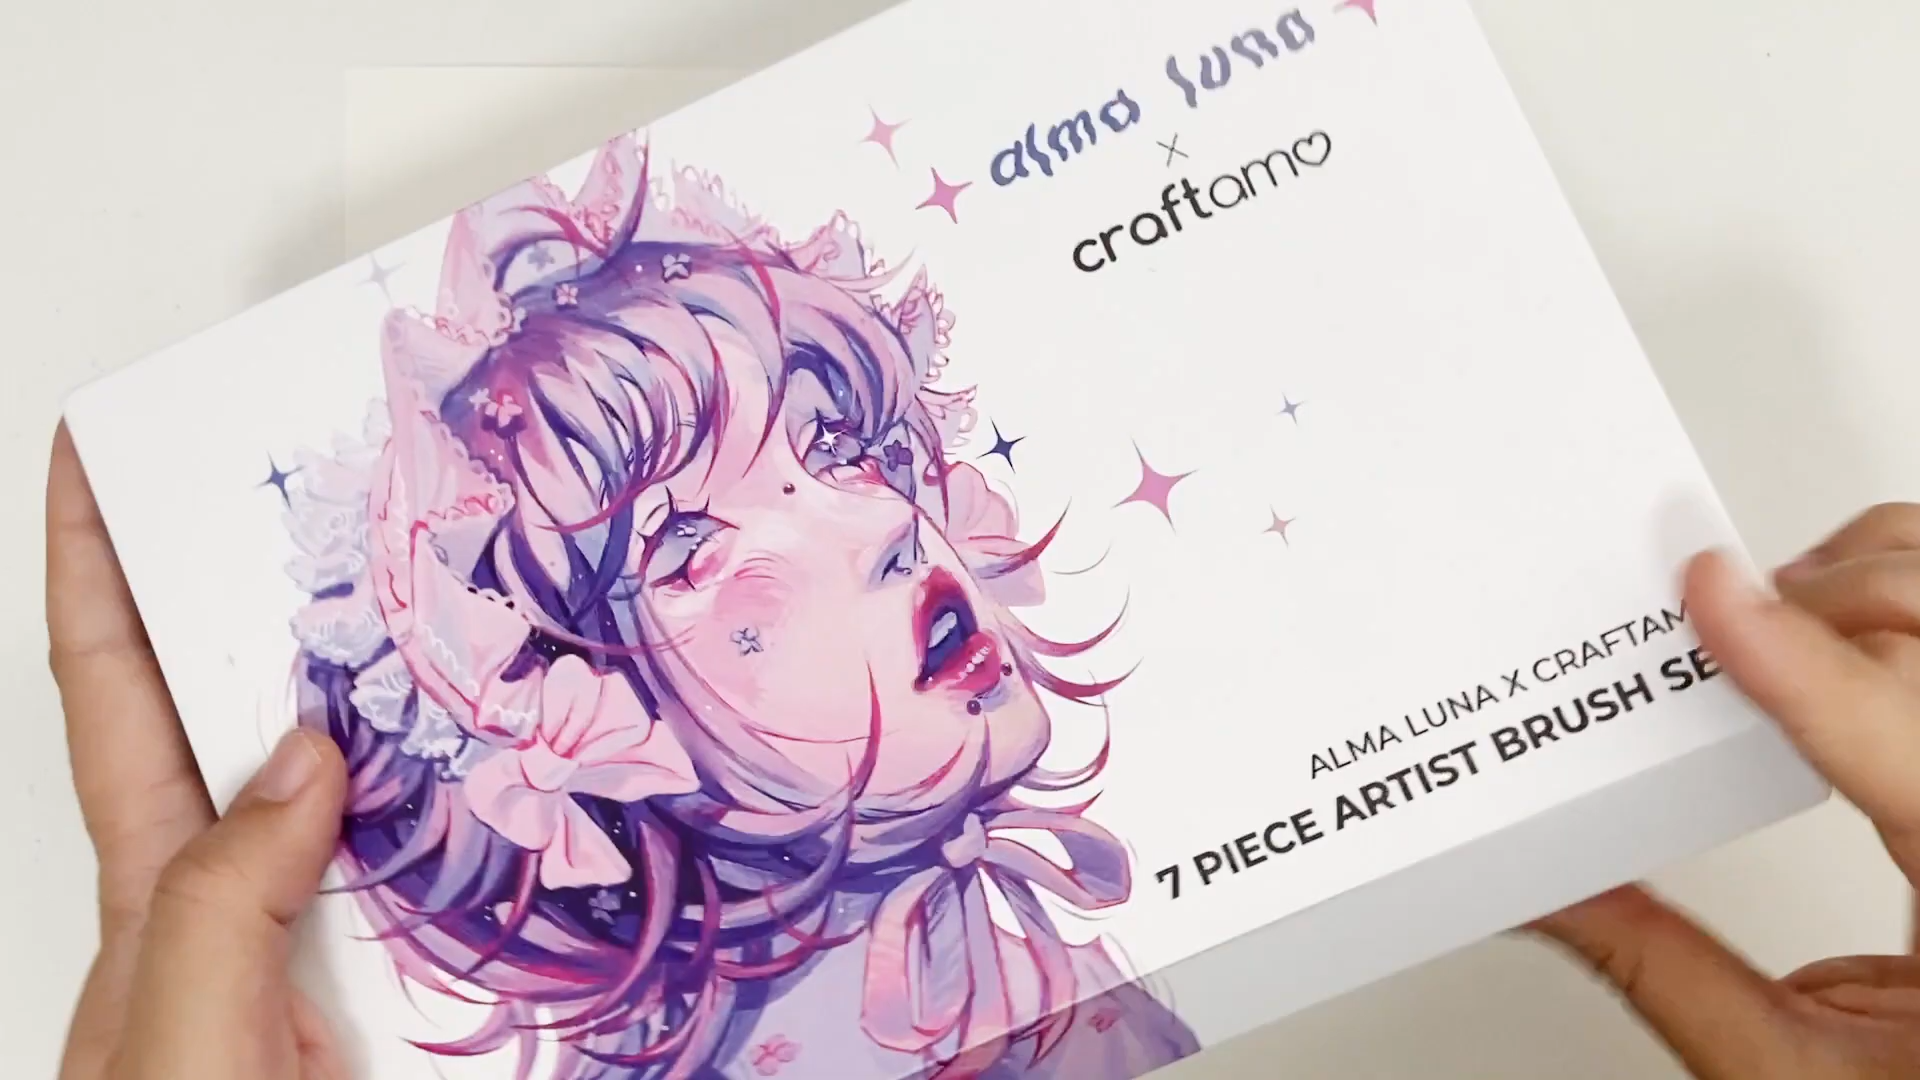 alma luna
x
craftamo
ALMA LUNA X CRAFTAM
7 PIECE ARTIST BRUSH SE